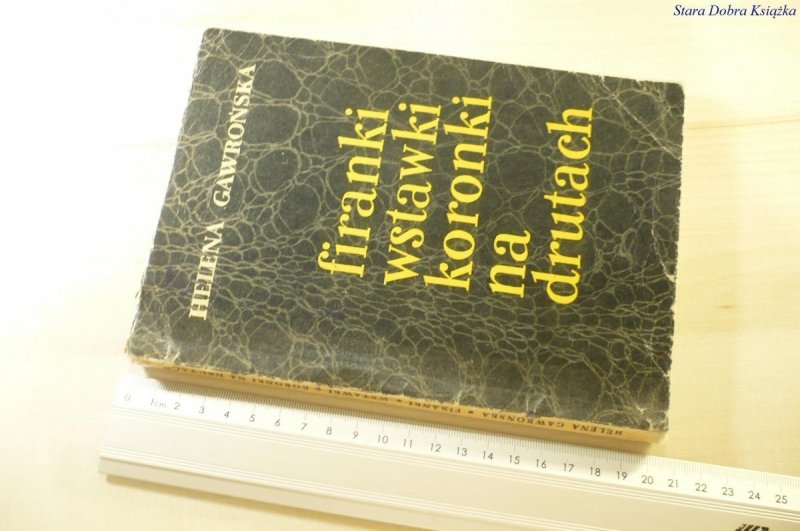 Stara Dobra Książka
HELENA GAWROŃSKA
firanki
wstawki
koronki
na
drutach
HELENA GAWROŃSKA * FIRANKI * WSTAWKI * KORONKI NA DRUTACH
0 1cm 2 3 4 5 6 7 8 9 10 11 12 13 14 15 16 17 18 19 20 21 22 23 24 25